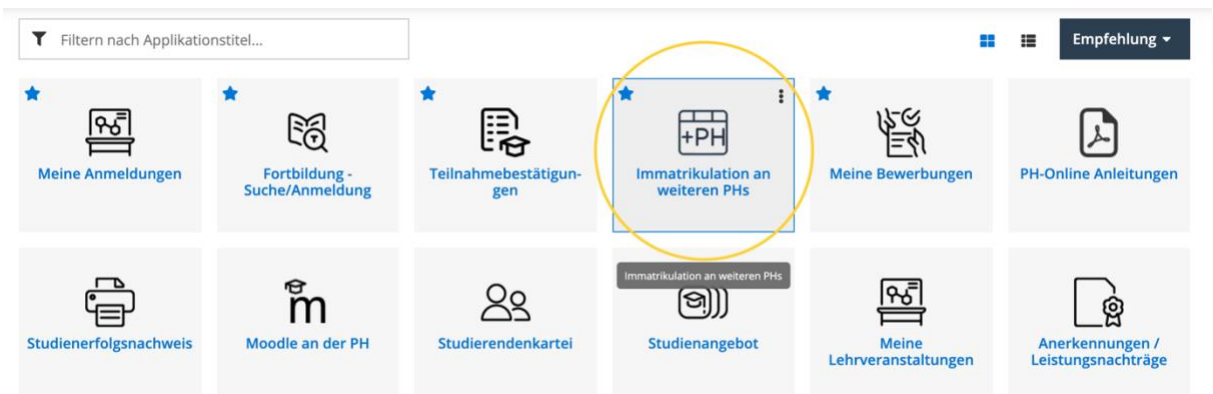 Filtern nach Applikationstitel...
Empfehlung
Meine Anmeldungen
Fortbildung -
Suche/Anmeldung
Teilnahmebestätigun-
gen
+PH
Immatrikulation an
weiteren PHs
Meine Bewerbungen
PH-Online Anleitungen
Immatrikulation an weiteren PHs
Studienerfolgsnachweis
m
Moodle an der PH
Studierendenkartei
Studienangebot
Meine
Lehrveranstaltungen
Anerkennungen /
Leistungsnachträge